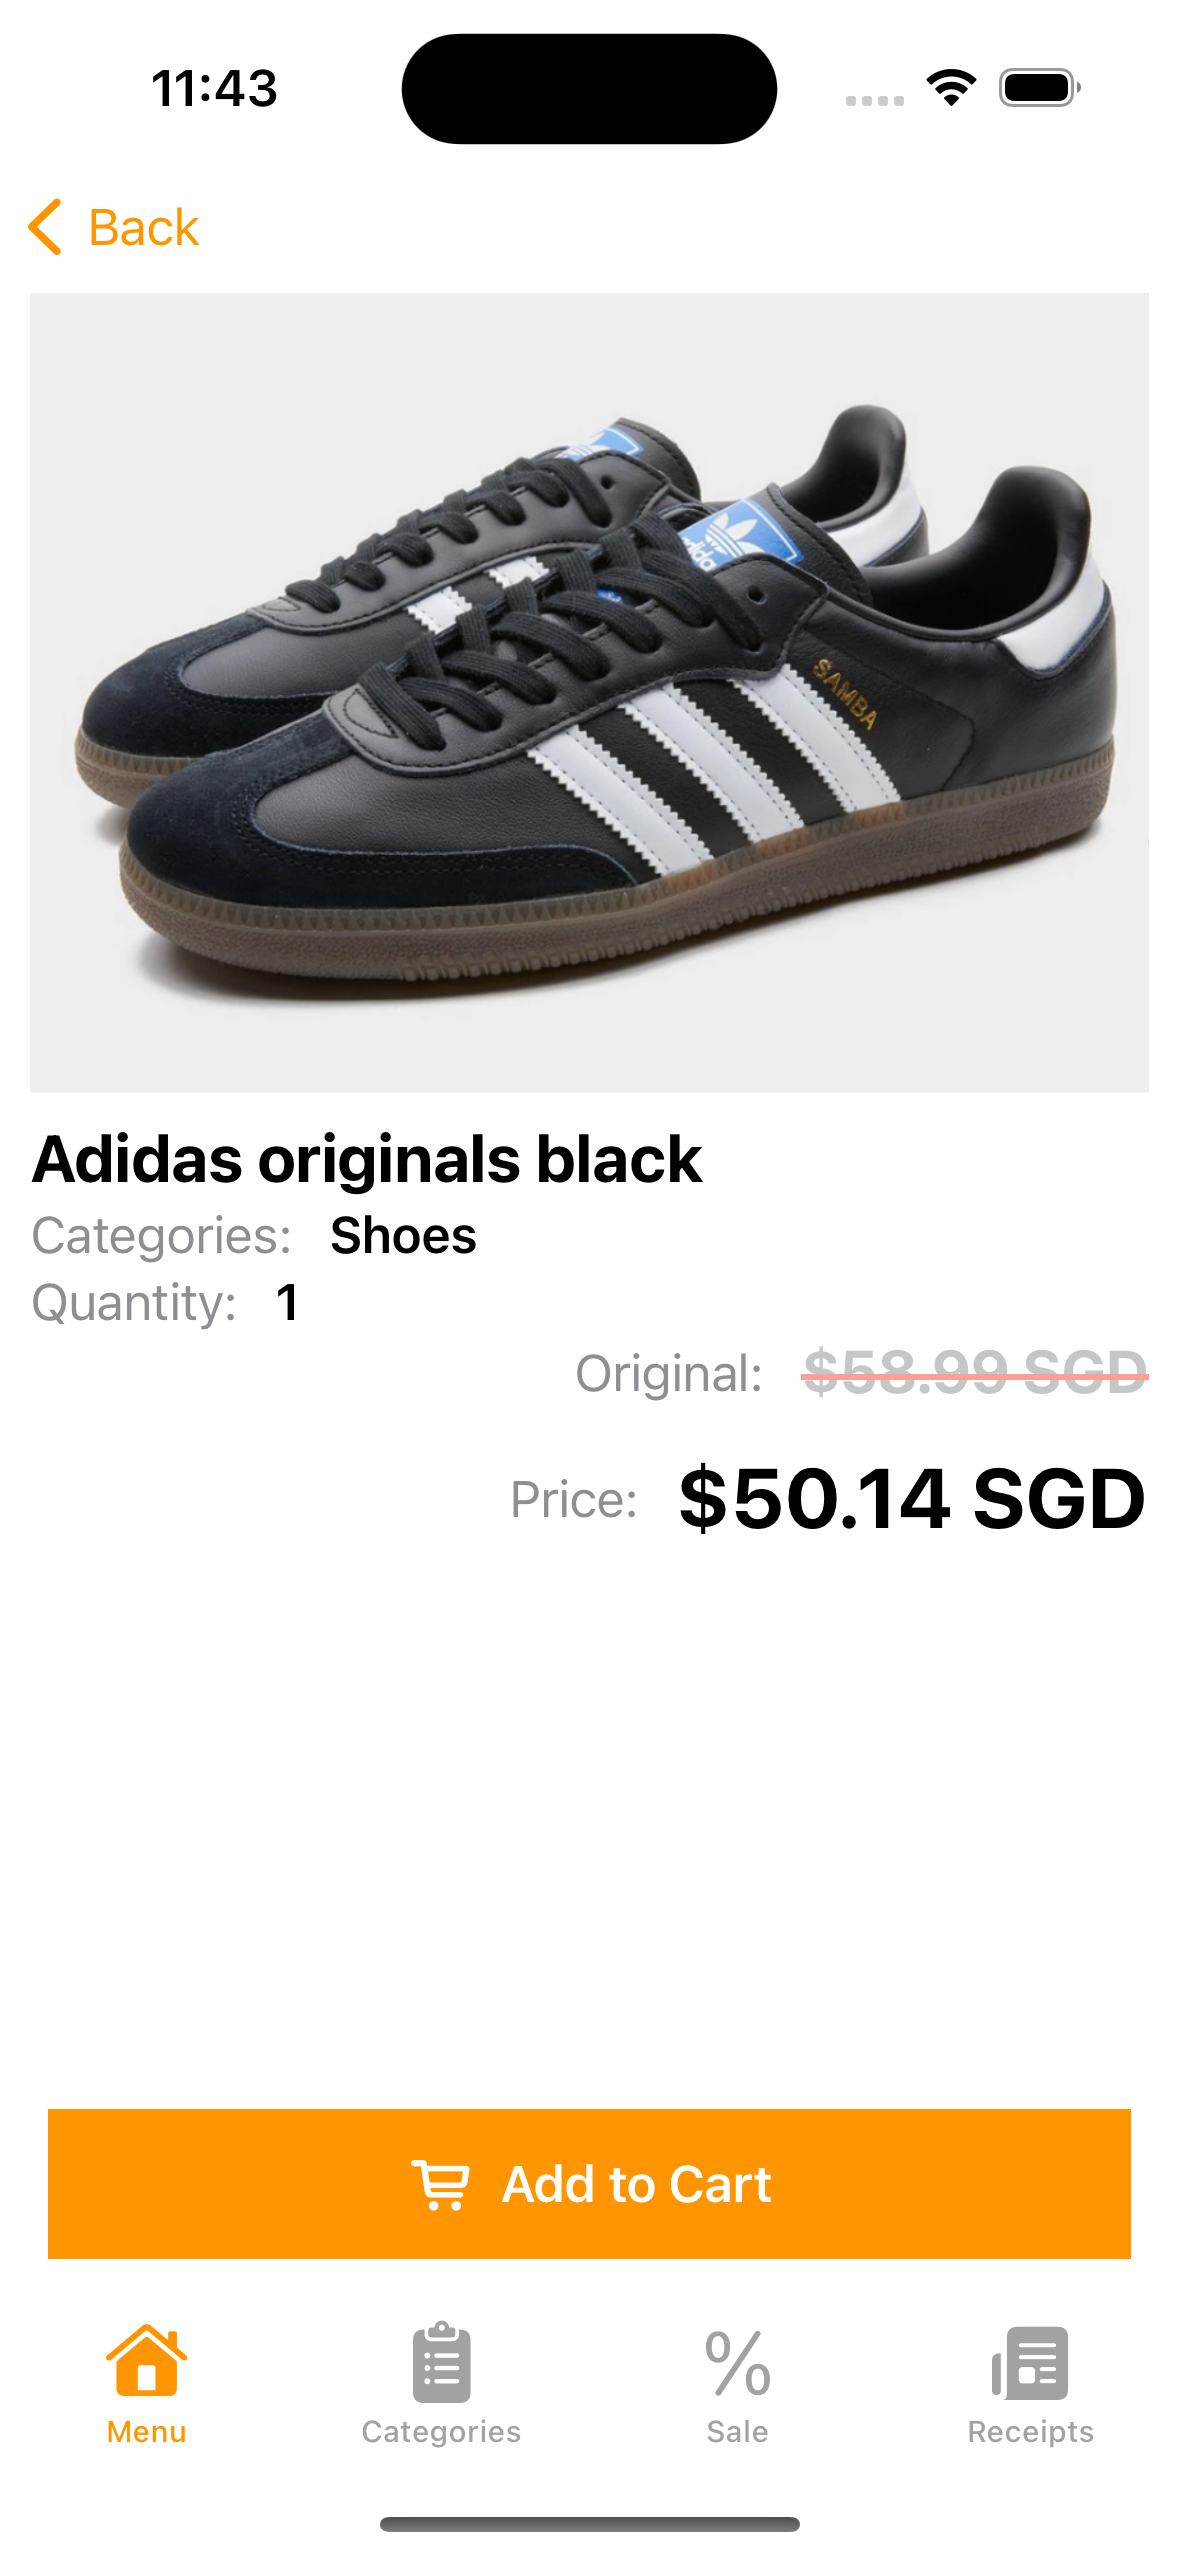 11:43
Back
adidas
SAMBA
Adidas originals black
Categories: Shoes
Quantity: 1
Original: $58.99 SGD
Price: $50.14 SGD
Add to Cart
Menu
Categories
Sale
Receipts